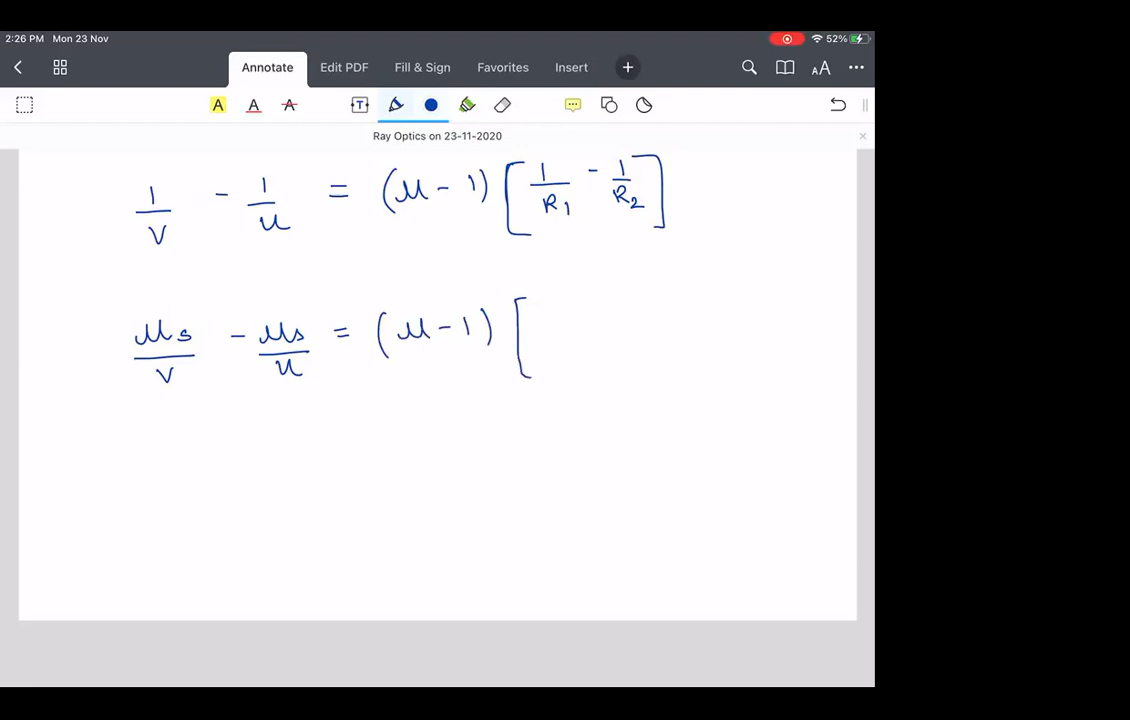 2:26 PM Mon 23 Nov
52%
Annotate Edit PDF Fill & Sign Favorites Insert
AA
A A A T
Ray Optics on 23-11-2020
1/v - 1/u = (μ - 1) [1/R₁ - 1/R₂]
μs/v - μs/u = (μ - 1) [